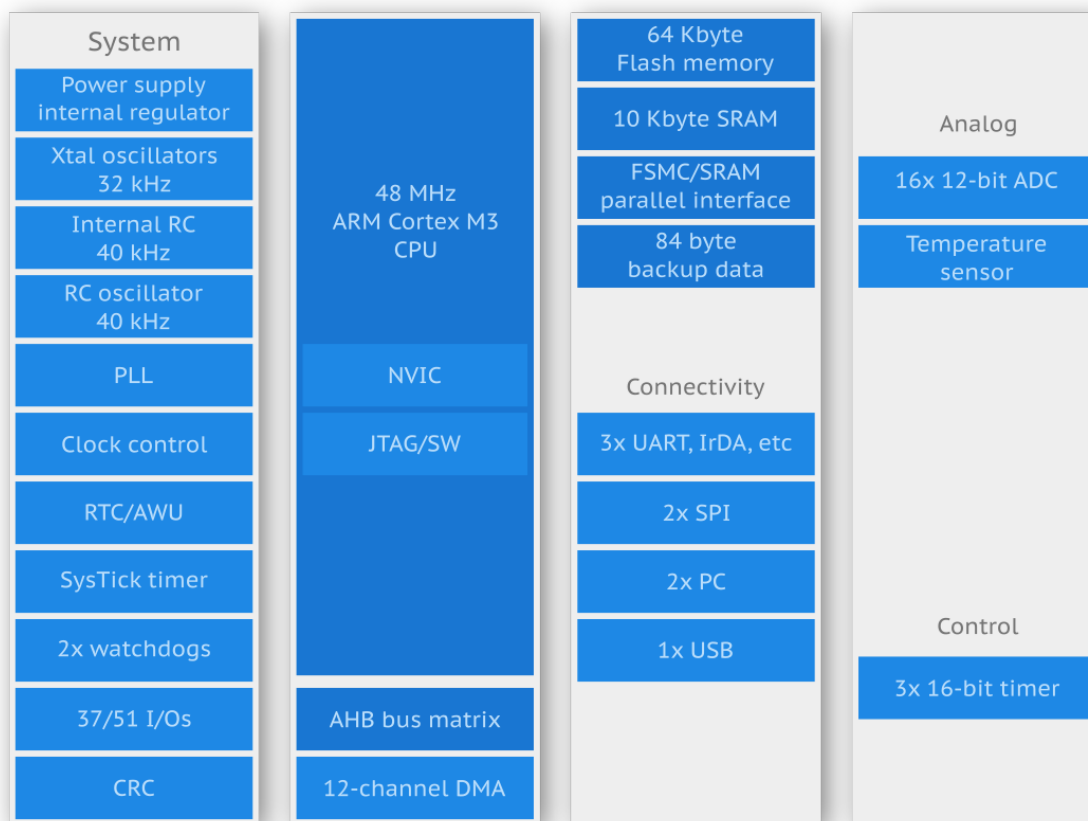 System
Power supply
internal regulator
Xtal oscillators
32 kHz
Internal RC
40 kHz
RC oscillator
40 kHz
PLL
Clock control
RTC/AWU
SysTick timer
2x watchdogs
37/51 I/Os
CRC
48 MHz
ARM Cortex M3
CPU
NVIC
JTAG/SW
AHB bus matrix
12-channel DMA
64 Kbyte
Flash memory
10 Kbyte SRAM
FSMC/SRAM
parallel interface
84 byte
backup data
Connectivity
3x UART, IrDA, etc
2x SPI
2x PC
1x USB
Analog
16x 12-bit ADC
Temperature
sensor
Control
3x 16-bit timer